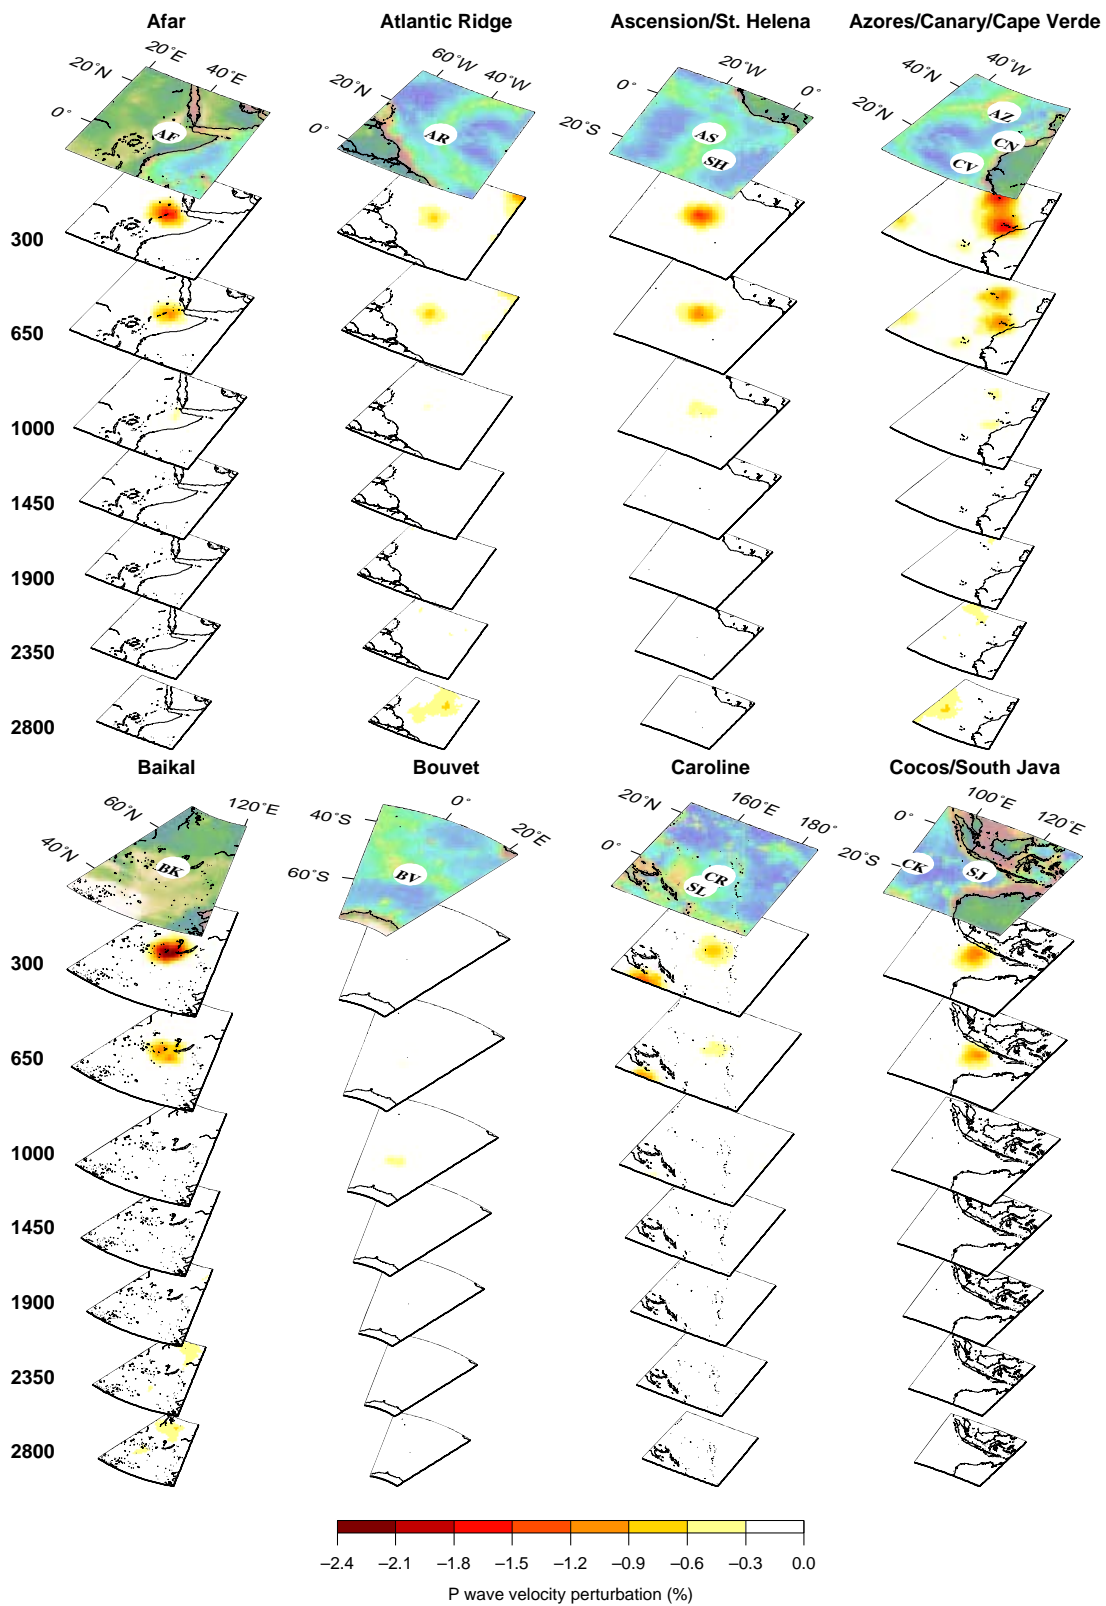 Afar
Atlantic Ridge
Ascension/St. Helena
Azores/Canary/Cape Verde
20˚N
0˚
20˚E
40˚E
AF
20˚N
0˚
60˚W
40˚W
AR
0˚
20˚S
20˚W
0˚
AS
SH
40˚N
20˚N
40˚W
AZ
CN
CV
300
650
1000
1450
1900
2350
2800
Baikal
Bouvet
Caroline
Cocos/South Java
60˚N
40˚N
120˚E
BK
40˚S
60˚S
0˚
20˚E
BV
20˚N
0˚
160˚E
180˚
CR
SL
0˚
20˚S
100˚E
120˚E
CK
SJ
300
650
1000
1450
1900
2350
2800
−2.4 −2.1 −1.8 −1.5 −1.2 −0.9 −0.6 −0.3 0.0
P wave velocity perturbation (%)